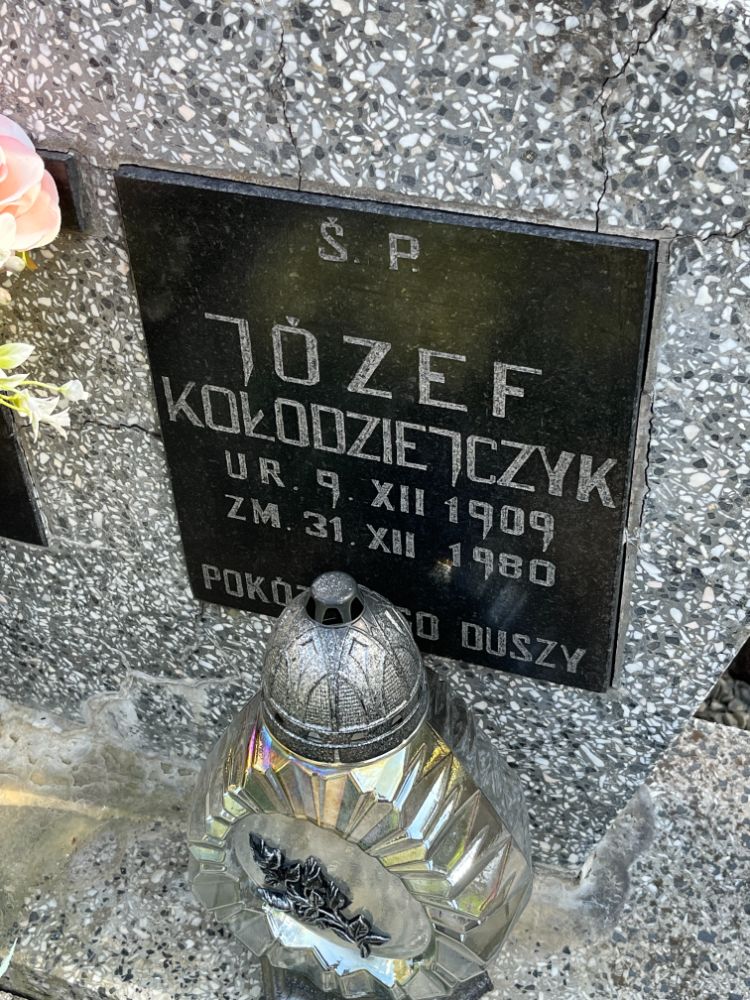 Ś. P.
JÓZEF
KOŁODZIEJCZYK
UR. 9. XII 1909
ZM. 31. XII 1980
DUSZY